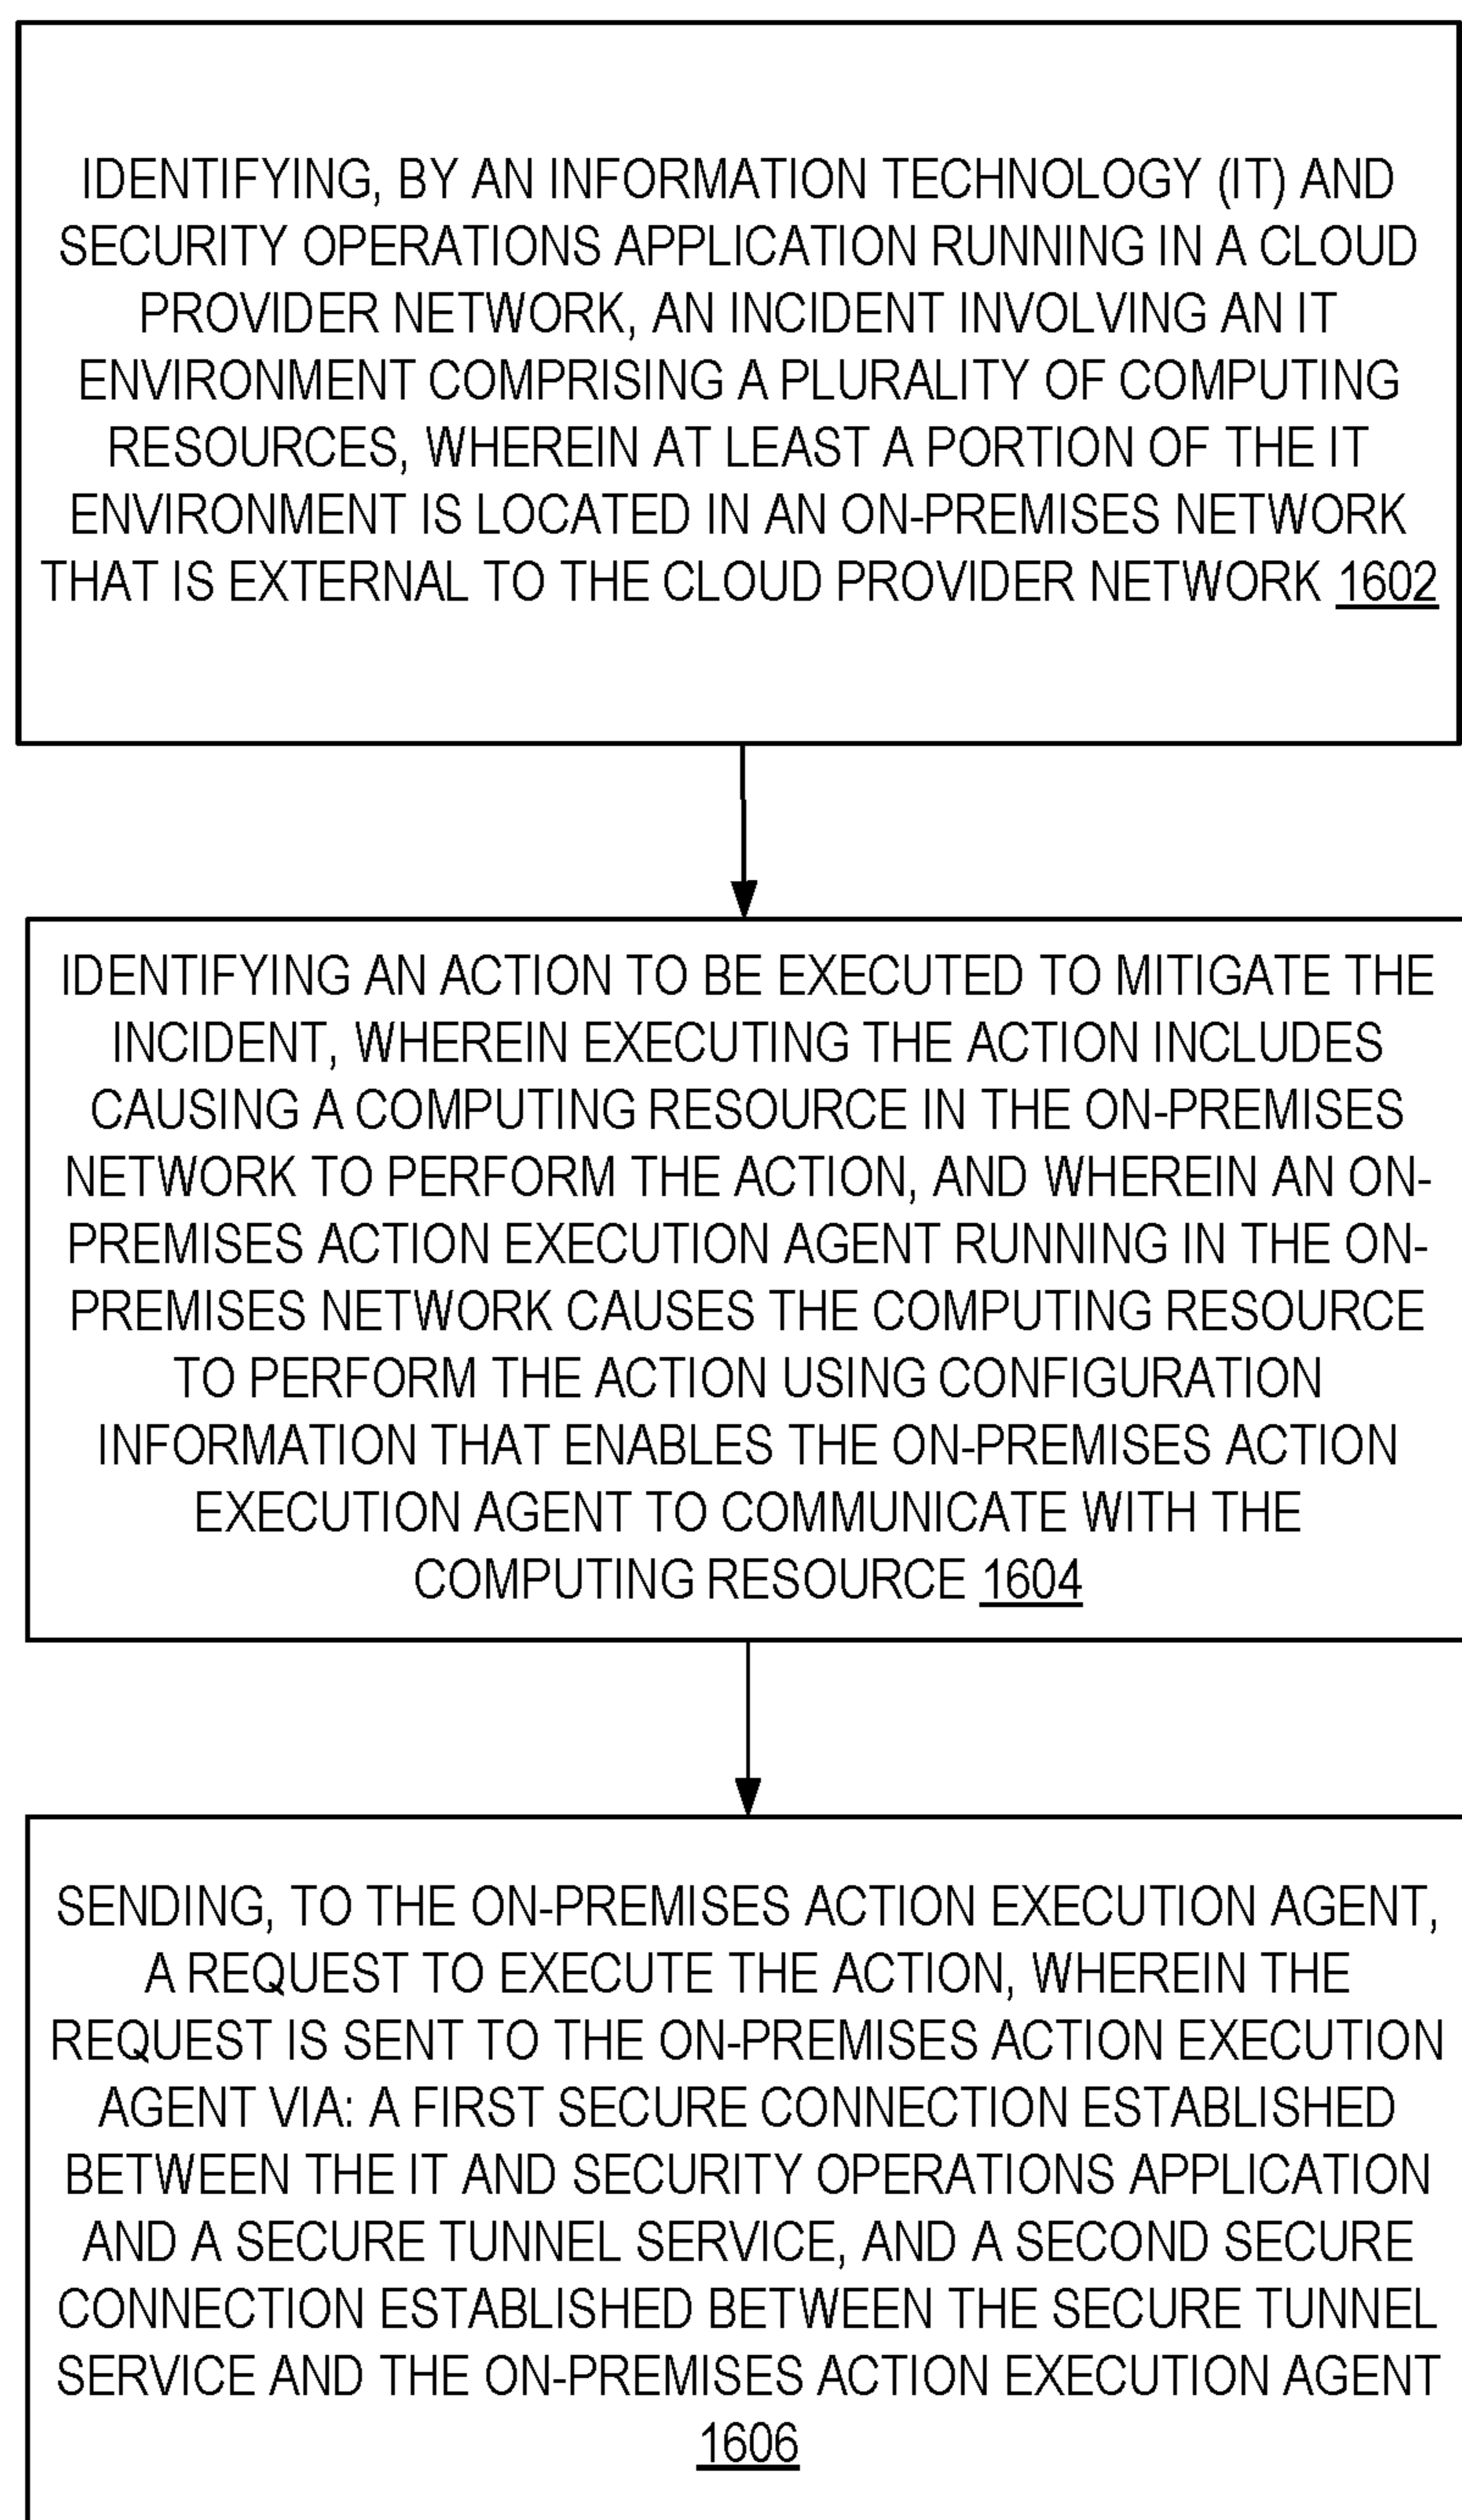 IDENTIFYING, BY AN INFORMATION TECHNOLOGY (IT) AND
SECURITY OPERATIONS APPLICATION RUNNING IN A CLOUD
PROVIDER NETWORK, AN INCIDENT INVOLVING AN IT
ENVIRONMENT COMPRISING A PLURALITY OF COMPUTING
RESOURCES, WHEREIN AT LEAST A PORTION OF THE IT
ENVIRONMENT IS LOCATED IN AN ON-PREMISES NETWORK
THAT IS EXTERNAL TO THE CLOUD PROVIDER NETWORK 1602
IDENTIFYING AN ACTION TO BE EXECUTED TO MITIGATE THE
INCIDENT, WHEREIN EXECUTING THE ACTION INCLUDES
CAUSING A COMPUTING RESOURCE IN THE ON-PREMISES
NETWORK TO PERFORM THE ACTION, AND WHEREIN AN ON-
PREMISES ACTION EXECUTION AGENT RUNNING IN THE ON-
PREMISES NETWORK CAUSES THE COMPUTING RESOURCE
TO PERFORM THE ACTION USING CONFIGURATION
INFORMATION THAT ENABLES THE ON-PREMISES ACTION
EXECUTION AGENT TO COMMUNICATE WITH THE
COMPUTING RESOURCE 1604
SENDING, TO THE ON-PREMISES ACTION EXECUTION AGENT,
A REQUEST TO EXECUTE THE ACTION, WHEREIN THE
REQUEST IS SENT TO THE ON-PREMISES ACTION EXECUTION
AGENT VIA: A FIRST SECURE CONNECTION ESTABLISHED
BETWEEN THE IT AND SECURITY OPERATIONS APPLICATION
AND A SECURE TUNNEL SERVICE, AND A SECOND SECURE
CONNECTION ESTABLISHED BETWEEN THE SECURE TUNNEL
SERVICE AND THE ON-PREMISES ACTION EXECUTION AGENT
1606